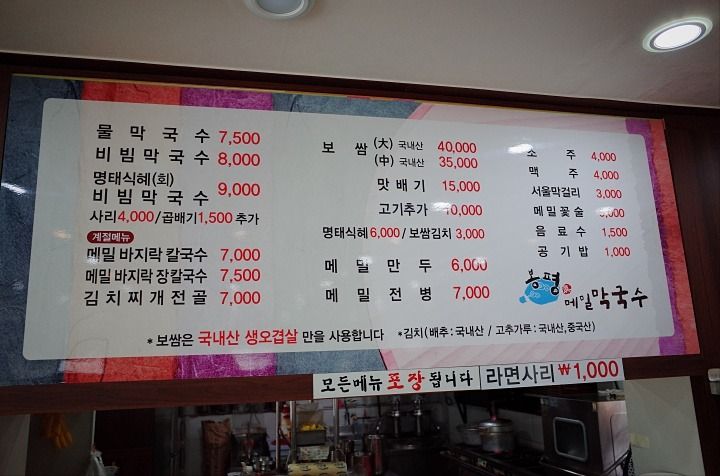 물막국수 7,500
비빔막국수 8,000
명태식혜(회)
비빔막국수 9,000
사리4,000/곱배기1,500 추가
계절메뉴
메밀 바지락 칼국수 7,000
메밀 바지락 장칼국수 7,500
김치찌개전골 7,000
보쌈 (大) 국내산 40,000
(中) 국내산 35,000
맛배기 15,000
고기추가 10,000
명태식혜 6,000 / 보쌈김치 3,000
메밀만두 6,000
메밀전병 7,000
소주 4,000
맥주 4,000
서울막걸리 3,000
메밀꽃술 5,000
음료수 1,500
공기밥 1,000
봉평
메밀막국수
*보쌈은 국내산 생오겹살 만을 사용합니다 *김치(배추:국내산 / 고추가루:국내산,중국산)
모든메뉴 포장 됩니다 라면사리 ₩1,000